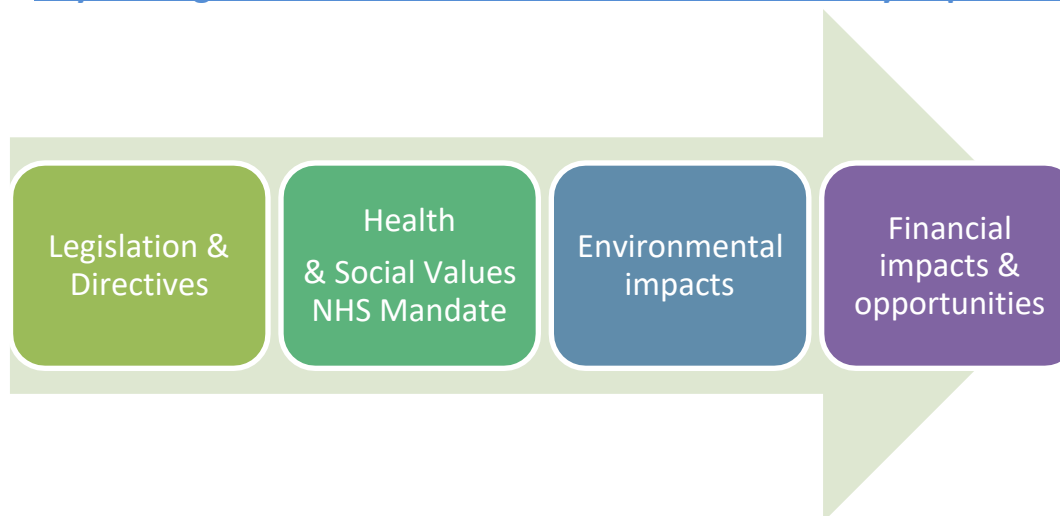 Legislation &
Directives
Health
& Social Values
NHS Mandate
Environmental
impacts
Financial
impacts &
opportunities